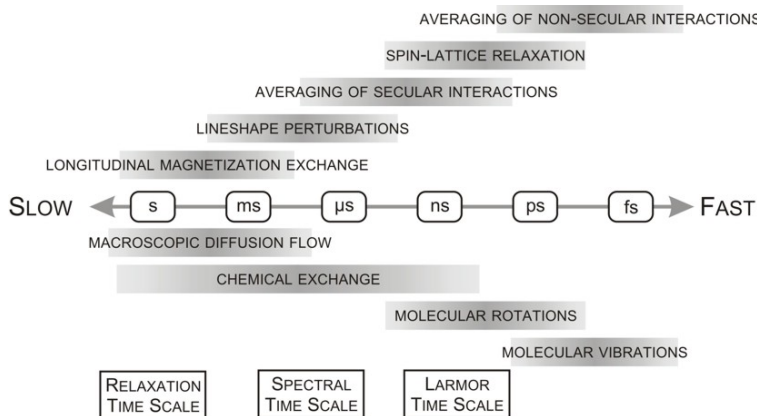 AVERAGING OF NON-SECULAR INTERACTIONS
SPIN-LATTICE RELAXATION
AVERAGING OF SECULAR INTERACTIONS
LINESHAPE PERTURBATIONS
LONGITUDINAL MAGNETIZATION EXCHANGE
SLOW s ms µs ns ps fs FAST
MACROSCOPIC DIFFUSION FLOW
CHEMICAL EXCHANGE
MOLECULAR ROTATIONS
MOLECULAR VIBRATIONS
RELAXATION
TIME SCALE
SPECTRAL
TIME SCALE
LARMOR
TIME SCALE